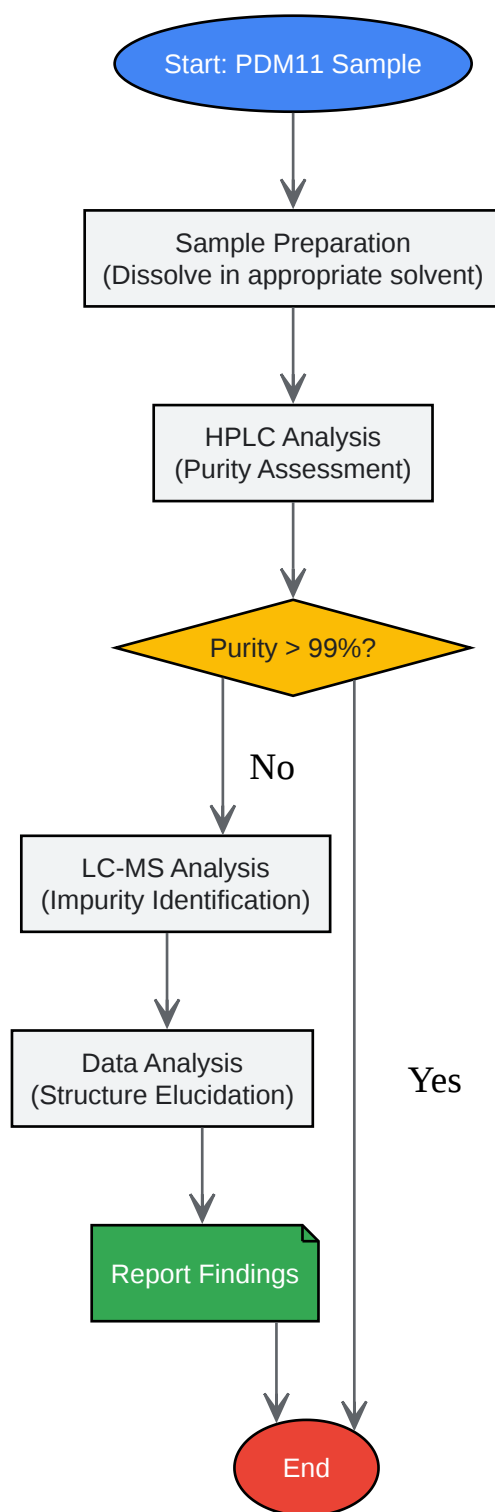 Start: PDM11 Sample
Sample Preparation
(Dissolve in appropriate solvent)
HPLC Analysis
(Purity Assessment)
Purity > 99%?
No
LC-MS Analysis
(Impurity Identification)
Data Analysis
(Structure Elucidation)
Yes
Report Findings
End